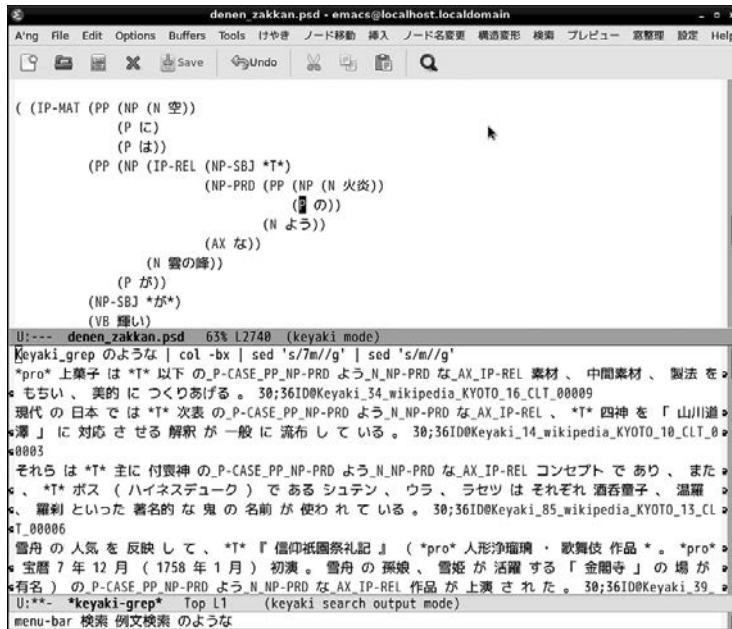 denen_zakkan.psd - emacs@localhost.localdomain
A'ng File Edit Options Buffers Tools けやき ノード移動 挿入 ノード名変更 構造変形 検索 プレビュー 窓整理 設定 Help
Save Undo
( (IP-MAT (PP (NP (N 空))
(P に)
(P は))
(PP (NP (IP-REL (NP-SBJ *T*)
(NP-PRD (PP (NP (N 火炎))
(P の))
(N よう))
(AX な))
(N 雲の峰))
(P が))
(NP-SBJ *が*)
(VB 輝い)
U:--- denen_zakkan.psd 63% L2740 (keyaki mode)
Keyaki_grep のような | col -bx | sed 's/7m//g' | sed 's/m//g'
*pro* 上菓子 は *T* 以下 の_P-CASE_PP_NP-PRD よう_N_NP-PRD な_AX_IP-REL 素材 、 中間素材 、 製法 を
もちい 、 美的 に つくりあげる 。 30;36ID@Keyaki_34_wikipedia_KYOTO_16_CLT_00009
現代 の 日本 で は *T* 次表 の_P-CASE_PP_NP-PRD よう_N_NP-PRD な_AX_IP-REL 、 *T* 四神 を 「 山川道
澤 」 に 対応 さ せる 解釈 が 一般 に 流布 し て いる 。 30;36ID@Keyaki_14_wikipedia_KYOTO_10_CLT_0
0003
それら は *T* 主に 付喪神 の_P-CASE_PP_NP-PRD よう_N_NP-PRD な_AX_IP-REL コンセプト で あり 、 また
、 *T* ボス ( ハイネスデューク ) で ある シュテン 、 ウラ 、 ラセツ は それぞれ 酒呑童子 、 温羅
、 羅刹 といった 著名的 な 鬼 の 名前 が 使わ れ て いる 。 30;36ID@Keyaki_85_wikipedia_KYOTO_13_CL
T_00006
雪舟 の 人気 を 反映 し て 、 *T* 『 信仰祇園祭礼記 』 ( *pro* 人形浄瑠璃 ・ 歌舞伎 作品 * 。 *pro*
宝暦 7 年 12 月 ( 1758 年 1 月 ) 初演 。 雪舟 の 孫娘 、 雪姫 が 活躍 する 「 金閣寺 」 の 場 が
有名 ) の_P-CASE_PP_NP-PRD よう_N_NP-PRD な_AX_IP-REL 作品 が 上演 さ れ た 。 30;36ID@Keyaki_39_
U:**- *keyaki-grep* Top L1 (keyaki search output mode)
menu-bar 検索 例文検索 のような